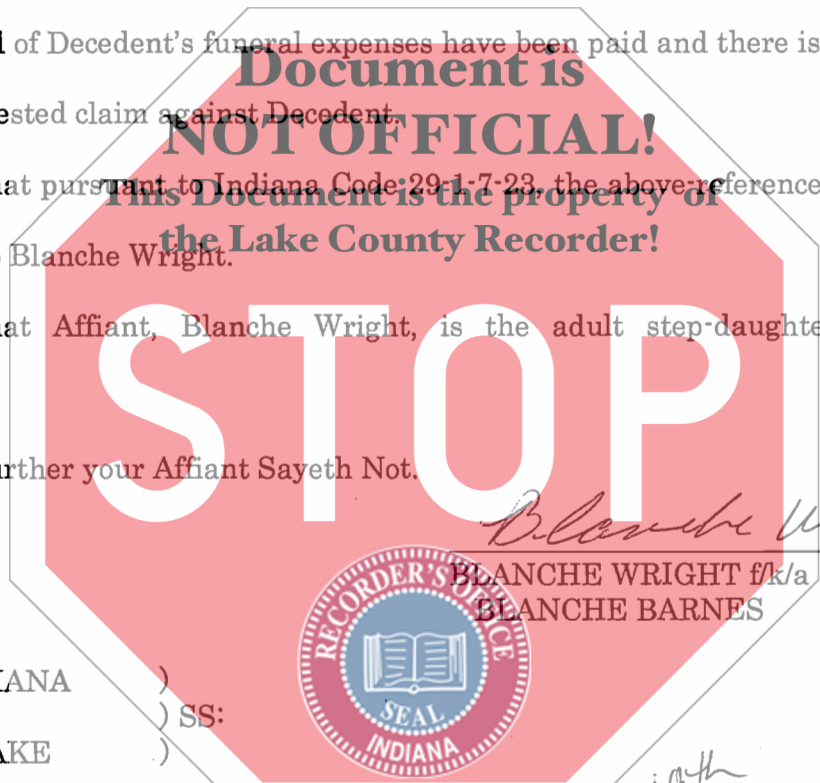 l of Decedent's funeral expenses have been paid and there is
Document is
ested claim against Decedent.
NOT OFFICIAL!
at pursuant to Indiana Code 29-1-7-23, the above-reference
This Document is the property of
the Lake County Recorder!
Blanche Wright.
at Affiant, Blanche Wright, is the adult step-daughte
STOP
rther your Affiant Sayeth Not.
Blanche W
BLANCHE WRIGHT f/k/a
BLANCHE BARNES
RECORDER'S OFFICE
SEAL
INDIANA
IANA )
) SS:
AKE )